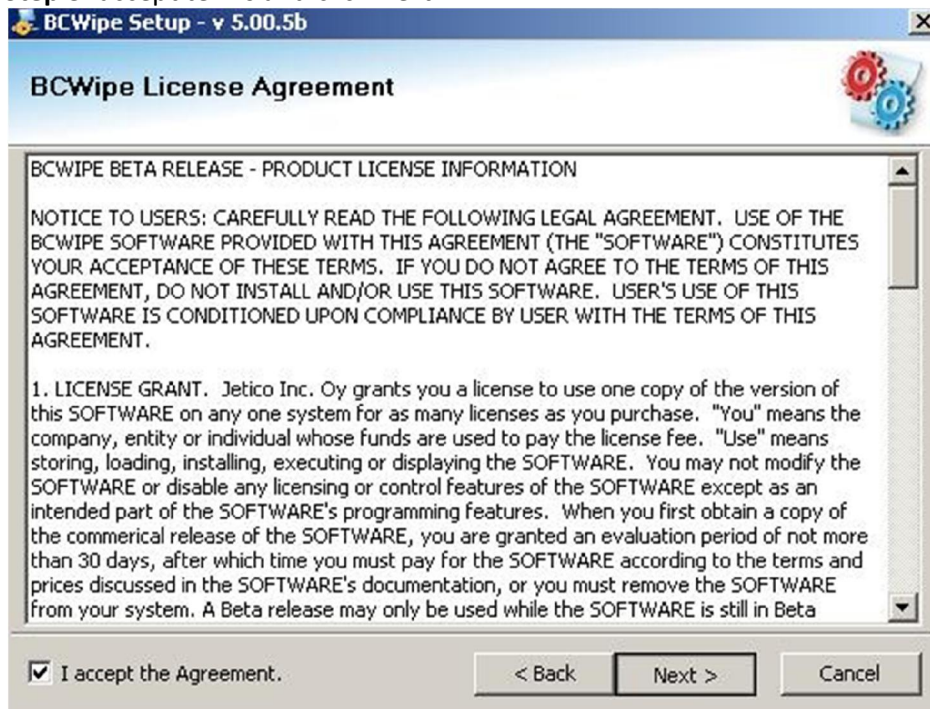 BCWipe Setup - v 5.00.5b
BCWipe License Agreement
BCWIPE BETA RELEASE - PRODUCT LICENSE INFORMATION
NOTICE TO USERS: CAREFULLY READ THE FOLLOWING LEGAL AGREEMENT. USE OF THE
BCWIPE SOFTWARE PROVIDED WITH THIS AGREEMENT (THE "SOFTWARE") CONSTITUTES
YOUR ACCEPTANCE OF THESE TERMS. IF YOU DO NOT AGREE TO THE TERMS OF THIS
AGREEMENT, DO NOT INSTALL AND/OR USE THIS SOFTWARE. USER'S USE OF THIS
SOFTWARE IS CONDITIONED UPON COMPLIANCE BY USER WITH THE TERMS OF THIS
AGREEMENT.
1. LICENSE GRANT. Jetico Inc. Oy grants you a license to use one copy of the version of
this SOFTWARE on any one system for as many licenses as you purchase. "You" means the
company, entity or individual whose funds are used to pay the license fee. "Use" means
storing, loading, installing, executing or displaying the SOFTWARE. You may not modify the
SOFTWARE or disable any licensing or control features of the SOFTWARE except as an
intended part of the SOFTWARE's programming features. When you first obtain a copy of
the commerical release of the SOFTWARE, you are granted an evaluation period of not more
than 30 days, after which time you must pay for the SOFTWARE according to the terms and
prices discussed in the SOFTWARE's documentation, or you must remove the SOFTWARE
from your system. A Beta release may only be used while the SOFTWARE is still in Beta
I accept the Agreement.
< Back
Next >
Cancel